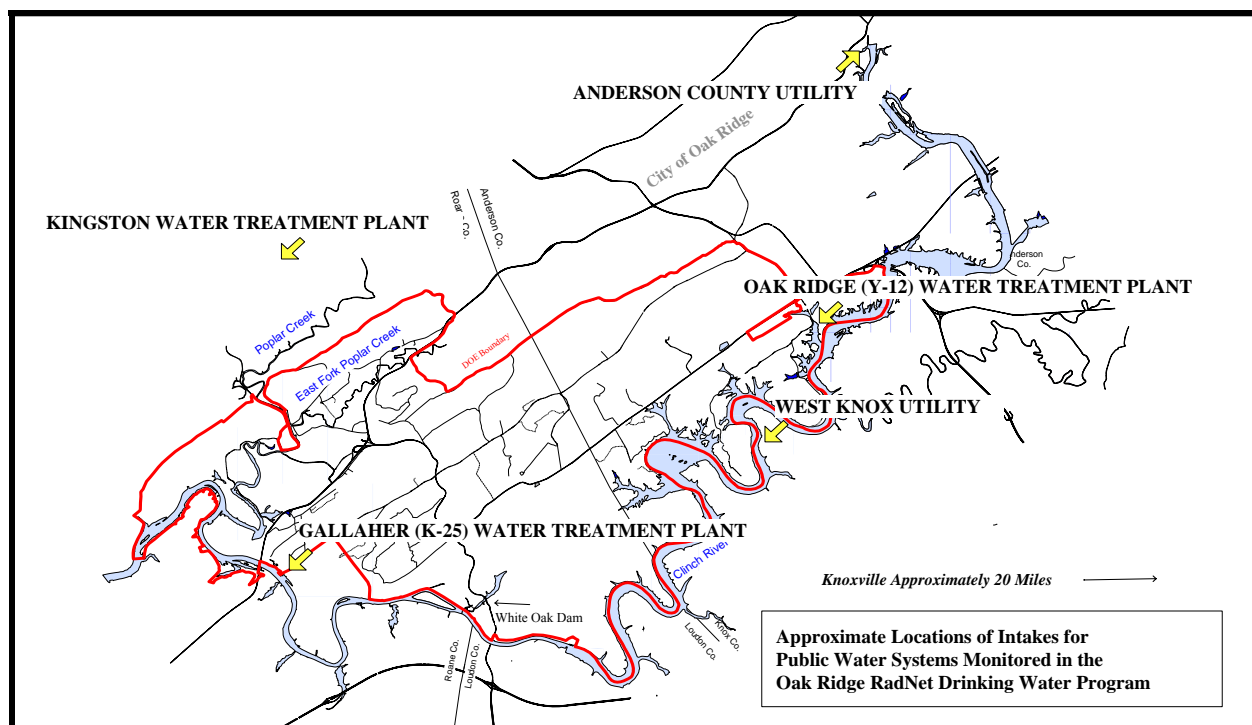 ANDERSON COUNTY UTILITY
City of Oak Ridge
KINGSTON WATER TREATMENT PLANT
Anderson Co.
Co.
Co.
OAK RIDGE (Y-12) WATER TREATMENT PLANT
Poplar Creek
East Fork Poplar Creek
DOE Boundary
WEST KNOX UTILITY
GALLAHER (K-25) WATER TREATMENT PLANT
Clinch River
Knoxville Approximately 20 Miles
White Oak Dam
Knox Co.
Loudon Co.
Roane Co.
Loudon Co.
Approximate Locations of Intakes for
Public Water Systems Monitored in the
Oak Ridge RadNet Drinking Water Program